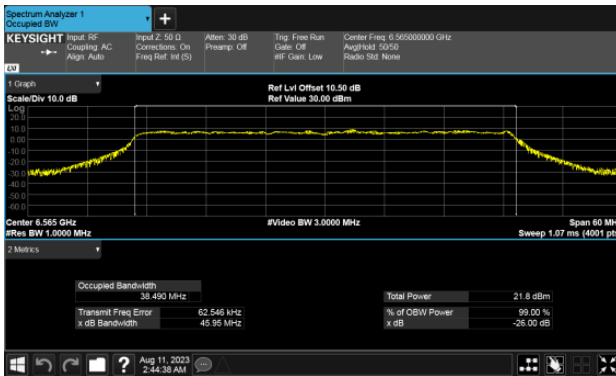 Spectrum Analyzer 1
Occupied BW
KEYSIGHT Input: RF Input Z: 50 Ω Atten: 30 dB Trig: Free Run Center Freq: 6.565000000 GHz
Coupling: AC Corrections: On Preamp: Off Gate: Off Avg|Hold: 50/50
Align: Auto Freq Ref: Int (S) #IF Gain: Low Radio Std: None
LXI
1 Graph
Ref Lvl Offset 10.50 dB
Scale/Div 10.0 dB Ref Value 30.00 dBm
Log
20.0
10.0
0.00
-10.0
-20.0
-30.0
-40.0
-50.0
-60.0
Center 6.565 GHz #Video BW 3.0000 MHz Span 60 MH
#Res BW 1.0000 MHz Sweep 1.07 ms (4001 pts
2 Metrics
Occupied Bandwidth
38.490 MHz Total Power 21.8 dBm
Transmit Freq Error 62.546 kHz % of OBW Power 99.00 %
x dB Bandwidth 45.95 MHz x dB -26.00 dB
Aug 11, 2023
2:44:38 AM